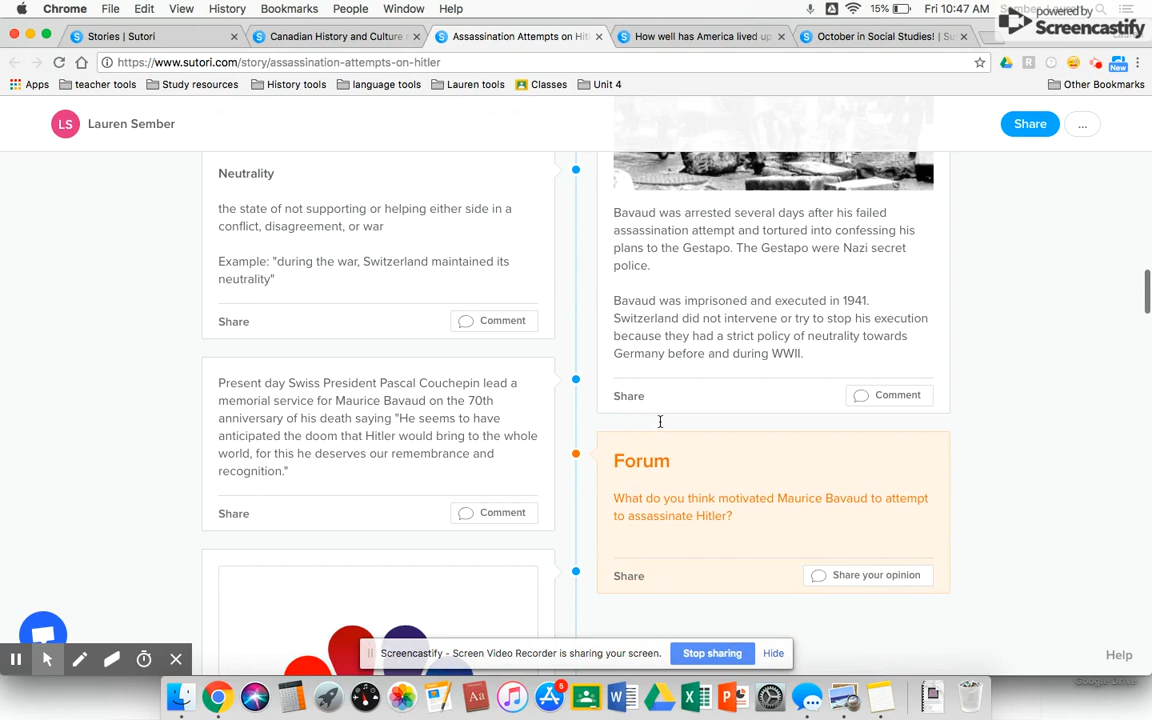 Chrome File Edit View History Bookmarks People Window Help 15% Fri 10:47 AM
powered by
Screencastify
Stories | Sutori × Canadian History and Culture × Assassination Attempts on Hit × How well has America lived up × October in Social Studies! | Sut ×
https://www.sutori.com/story/assassination-attempts-on-hitler
New
Apps teacher tools Study resources History tools language tools Lauren tools Classes Unit 4 Other Bookmarks
LS Lauren Sember Share ...
Neutrality
the state of not supporting or helping either side in a
conflict, disagreement, or war
Example: "during the war, Switzerland maintained its
neutrality"
Share Comment
Present day Swiss President Pascal Couchepin lead a
memorial service for Maurice Bavaud on the 70th
anniversary of his death saying "He seems to have
anticipated the doom that Hitler would bring to the whole
world, for this he deserves our remembrance and
recognition."
Share Comment
Bavaud was arrested several days after his failed
assassination attempt and tortured into confessing his
plans to the Gestapo. The Gestapo were Nazi secret
police.
Bavaud was imprisoned and executed in 1941.
Switzerland did not intervene or try to stop his execution
because they had a strict policy of neutrality towards
Germany before and during WWII.
Share Comment
Forum
What do you think motivated Maurice Bavaud to attempt
to assassinate Hitler?
Share Share your opinion
Screencastify - Screen Video Recorder is sharing your screen. Stop sharing Hide
Help
Google Drive